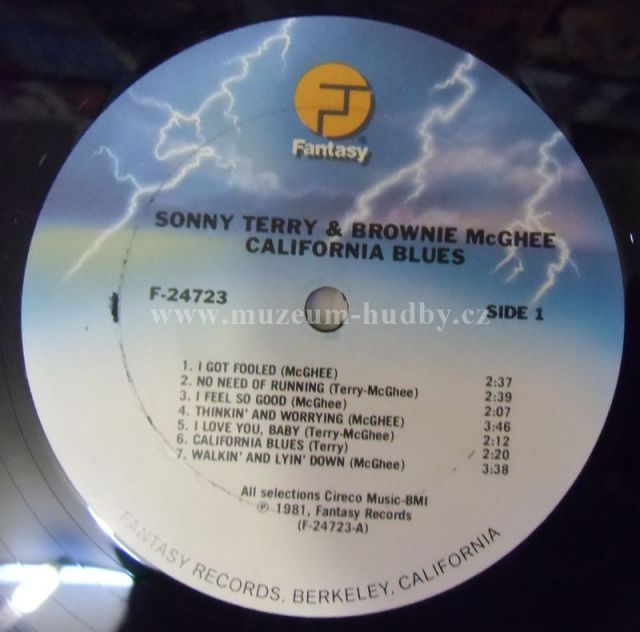 Fantasy®
SONNY TERRY & BROWNIE McGHEE
CALIFORNIA BLUES
F-24723
SIDE 1
www.muzeum-hudby.cz
1. I GOT FOOLED (McGHEE) 2:37
2. NO NEED OF RUNNING (Terry-McGhee) 2:39
3. I FEEL SO GOOD (McGhee) 2:07
4. THINKIN' AND WORRYING (McGHEE) 3:46
5. I LOVE YOU, BABY (Terry-McGhee) 2:12
6. CALIFORNIA BLUES (Terry) 2:20
7. WALKIN' AND LYIN' DOWN (McGhee) 3:38
All selections Cireco Music-BMI
℗ 1981, Fantasy Records
(F-24723-A)
FANTASY RECORDS, BERKELEY, CALIFORNIA